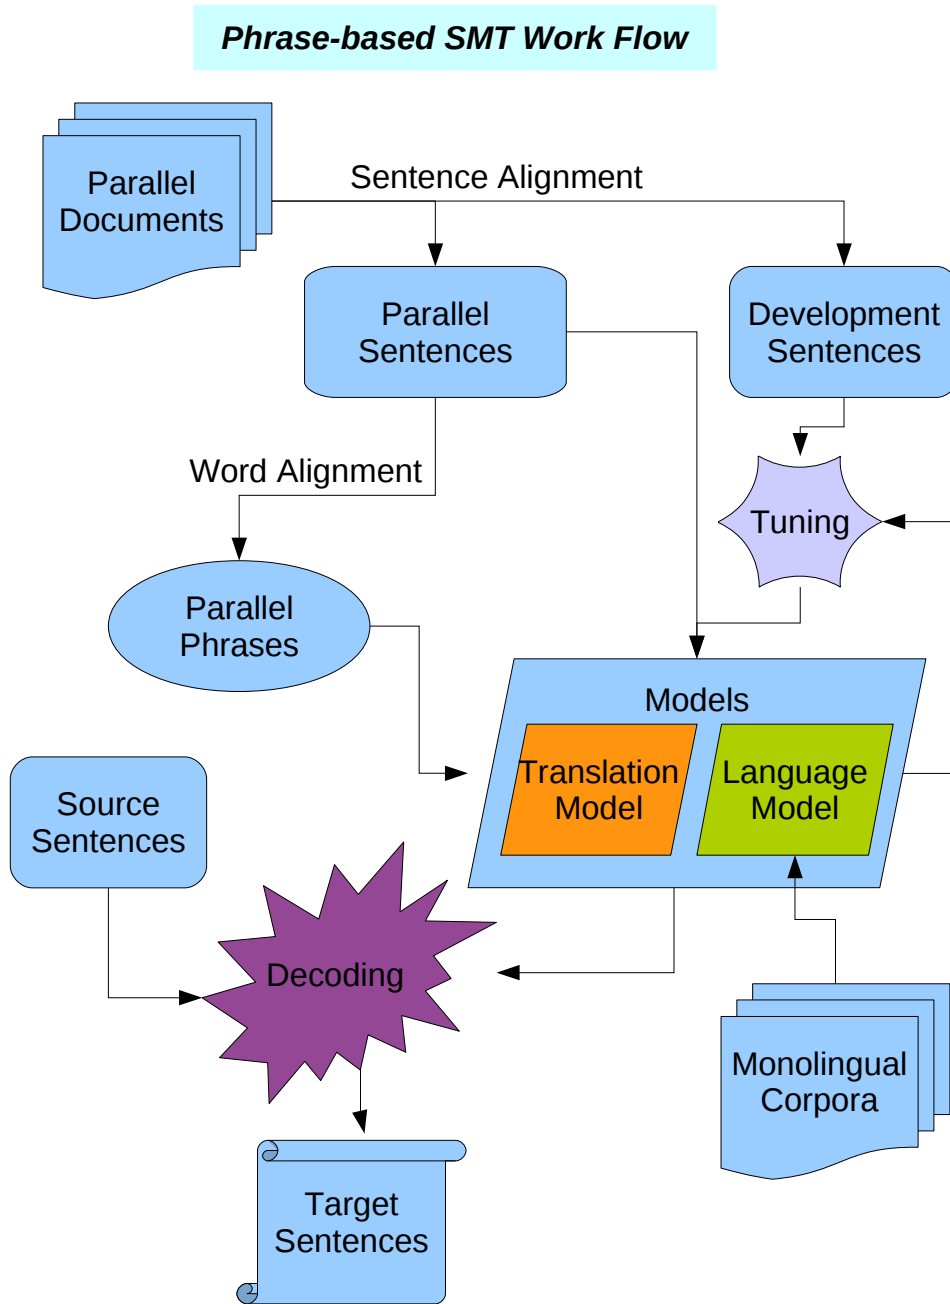 Phrase-based SMT Work Flow
Parallel
Documents
Sentence Alignment
Parallel
Sentences
Development
Sentences
Word Alignment
Tuning
Parallel
Phrases
Models
Translation
Model
Language
Model
Source
Sentences
Decoding
Monolingual
Corpora
Target
Sentences